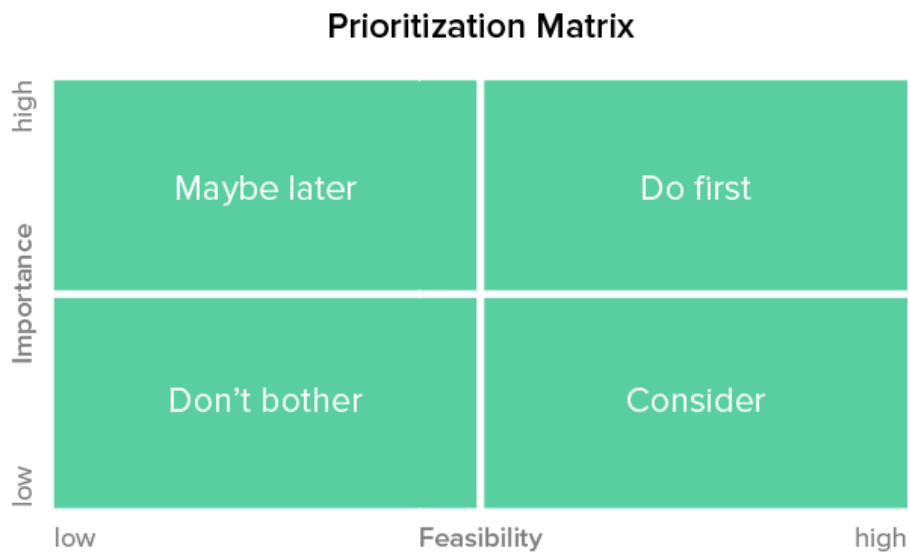 Prioritization Matrix
high
Maybe later
Do first
Importance
Don’t bother
Consider
low
low
Feasibility
high